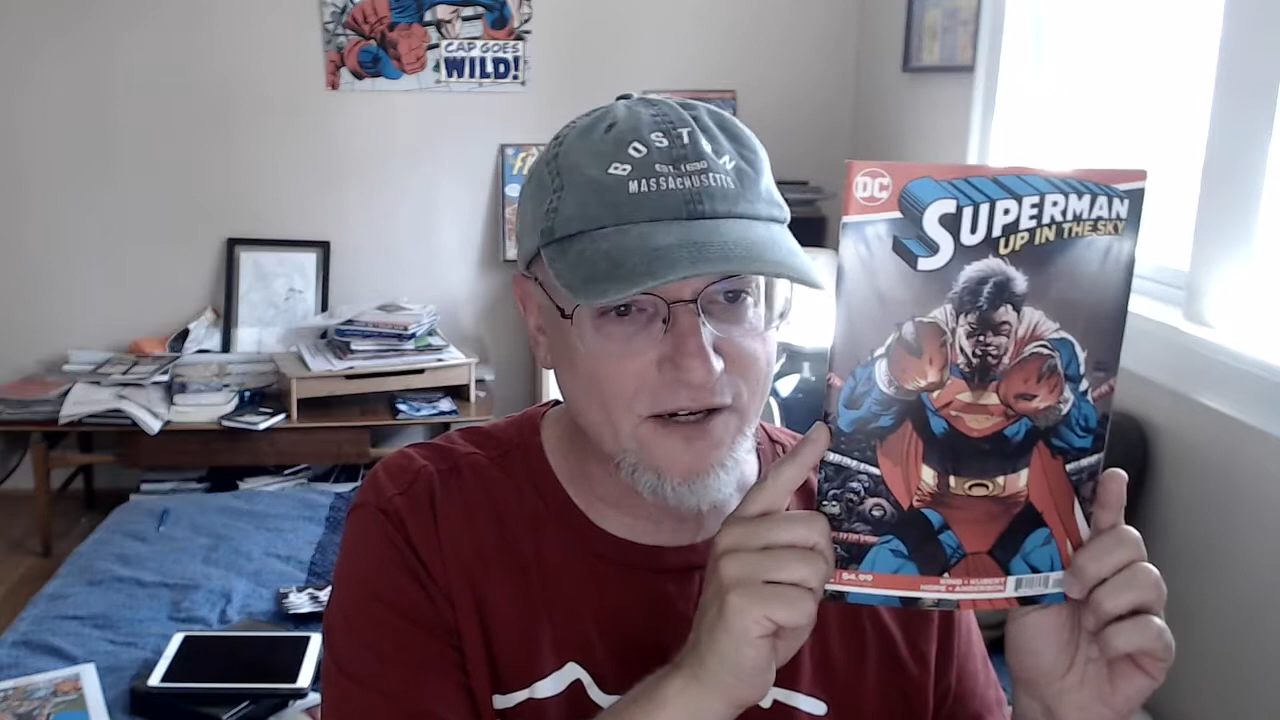 CAP GOES
WILD!
BOSTON
EST. 1630
MASSACHUSETTS
DC
SUPERMAN
UP IN THE SKY
$4.99
KING • KUBERT
HOPE • ANDERSON